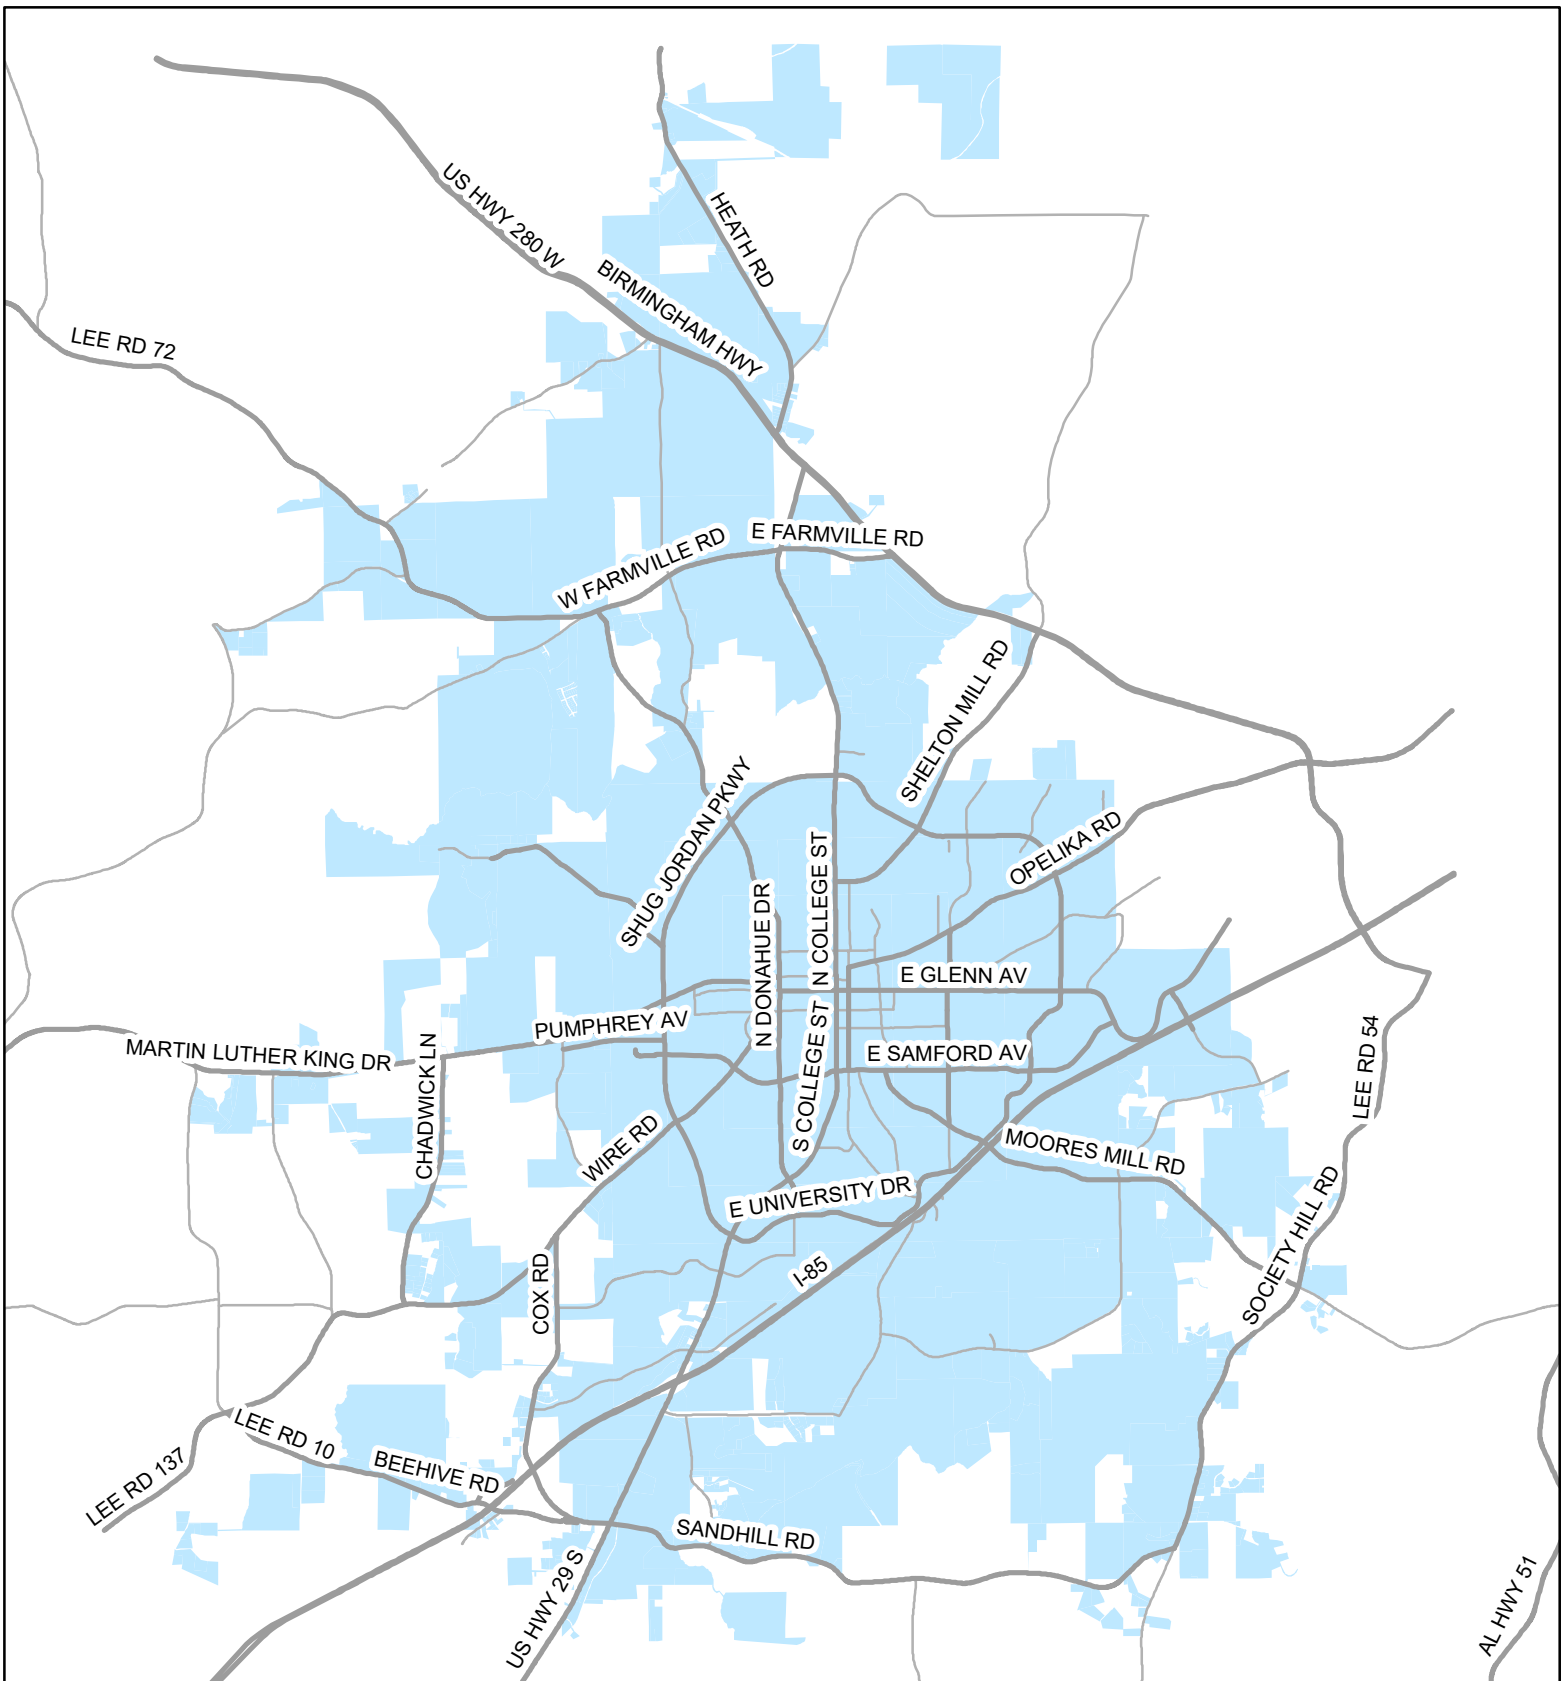 US HWY 280 W
HEATH RD
BIRMINGHAM HWY
LEE RD 72
E FARMVILLE RD
W FARMVILLE RD
SHELTON MILL RD
SHUG JORDAN PKWY
OPELIKA RD
N DONAHUE DR
N COLLEGE ST
E GLENN AV
PUMPHREY AV
MARTIN LUTHER KING DR
CHADWICK LN
S COLLEGE ST
E SAMFORD AV
LEE RD 54
WIRE RD
MOORES MILL RD
E UNIVERSITY DR
SOCIETY HILL RD
I-85
COX RD
LEE RD 10
BEEHIVE RD
LEE RD 137
SANDHILL RD
US HWY 29 S
AL HWY 51